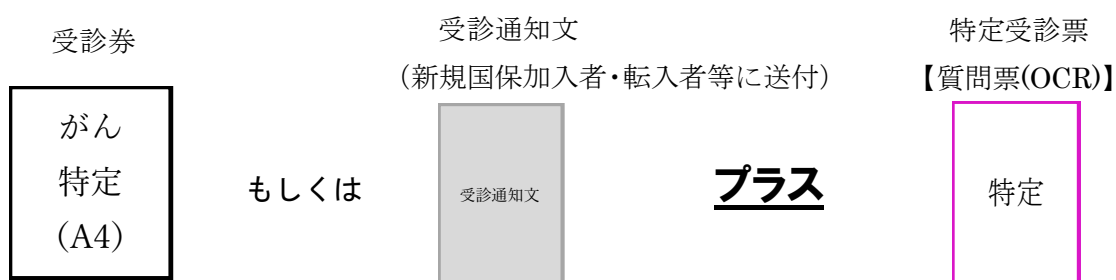 受診券
がん
特定
(A4)
もしくは
受診通知文
(新規国保加入者・転入者等に送付)
受診通知文
プラス
特定受診票
【質問票(OCR)】
特定